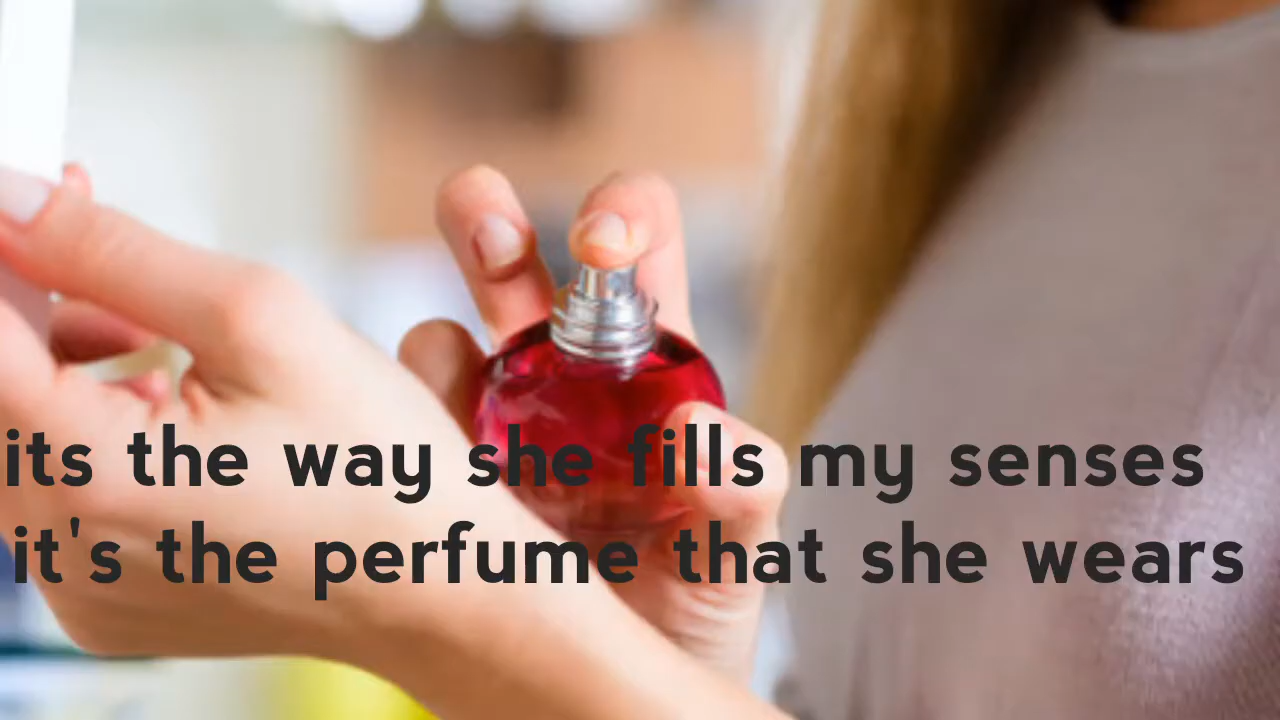 its the way she fills my senses
it's the perfume that she wears